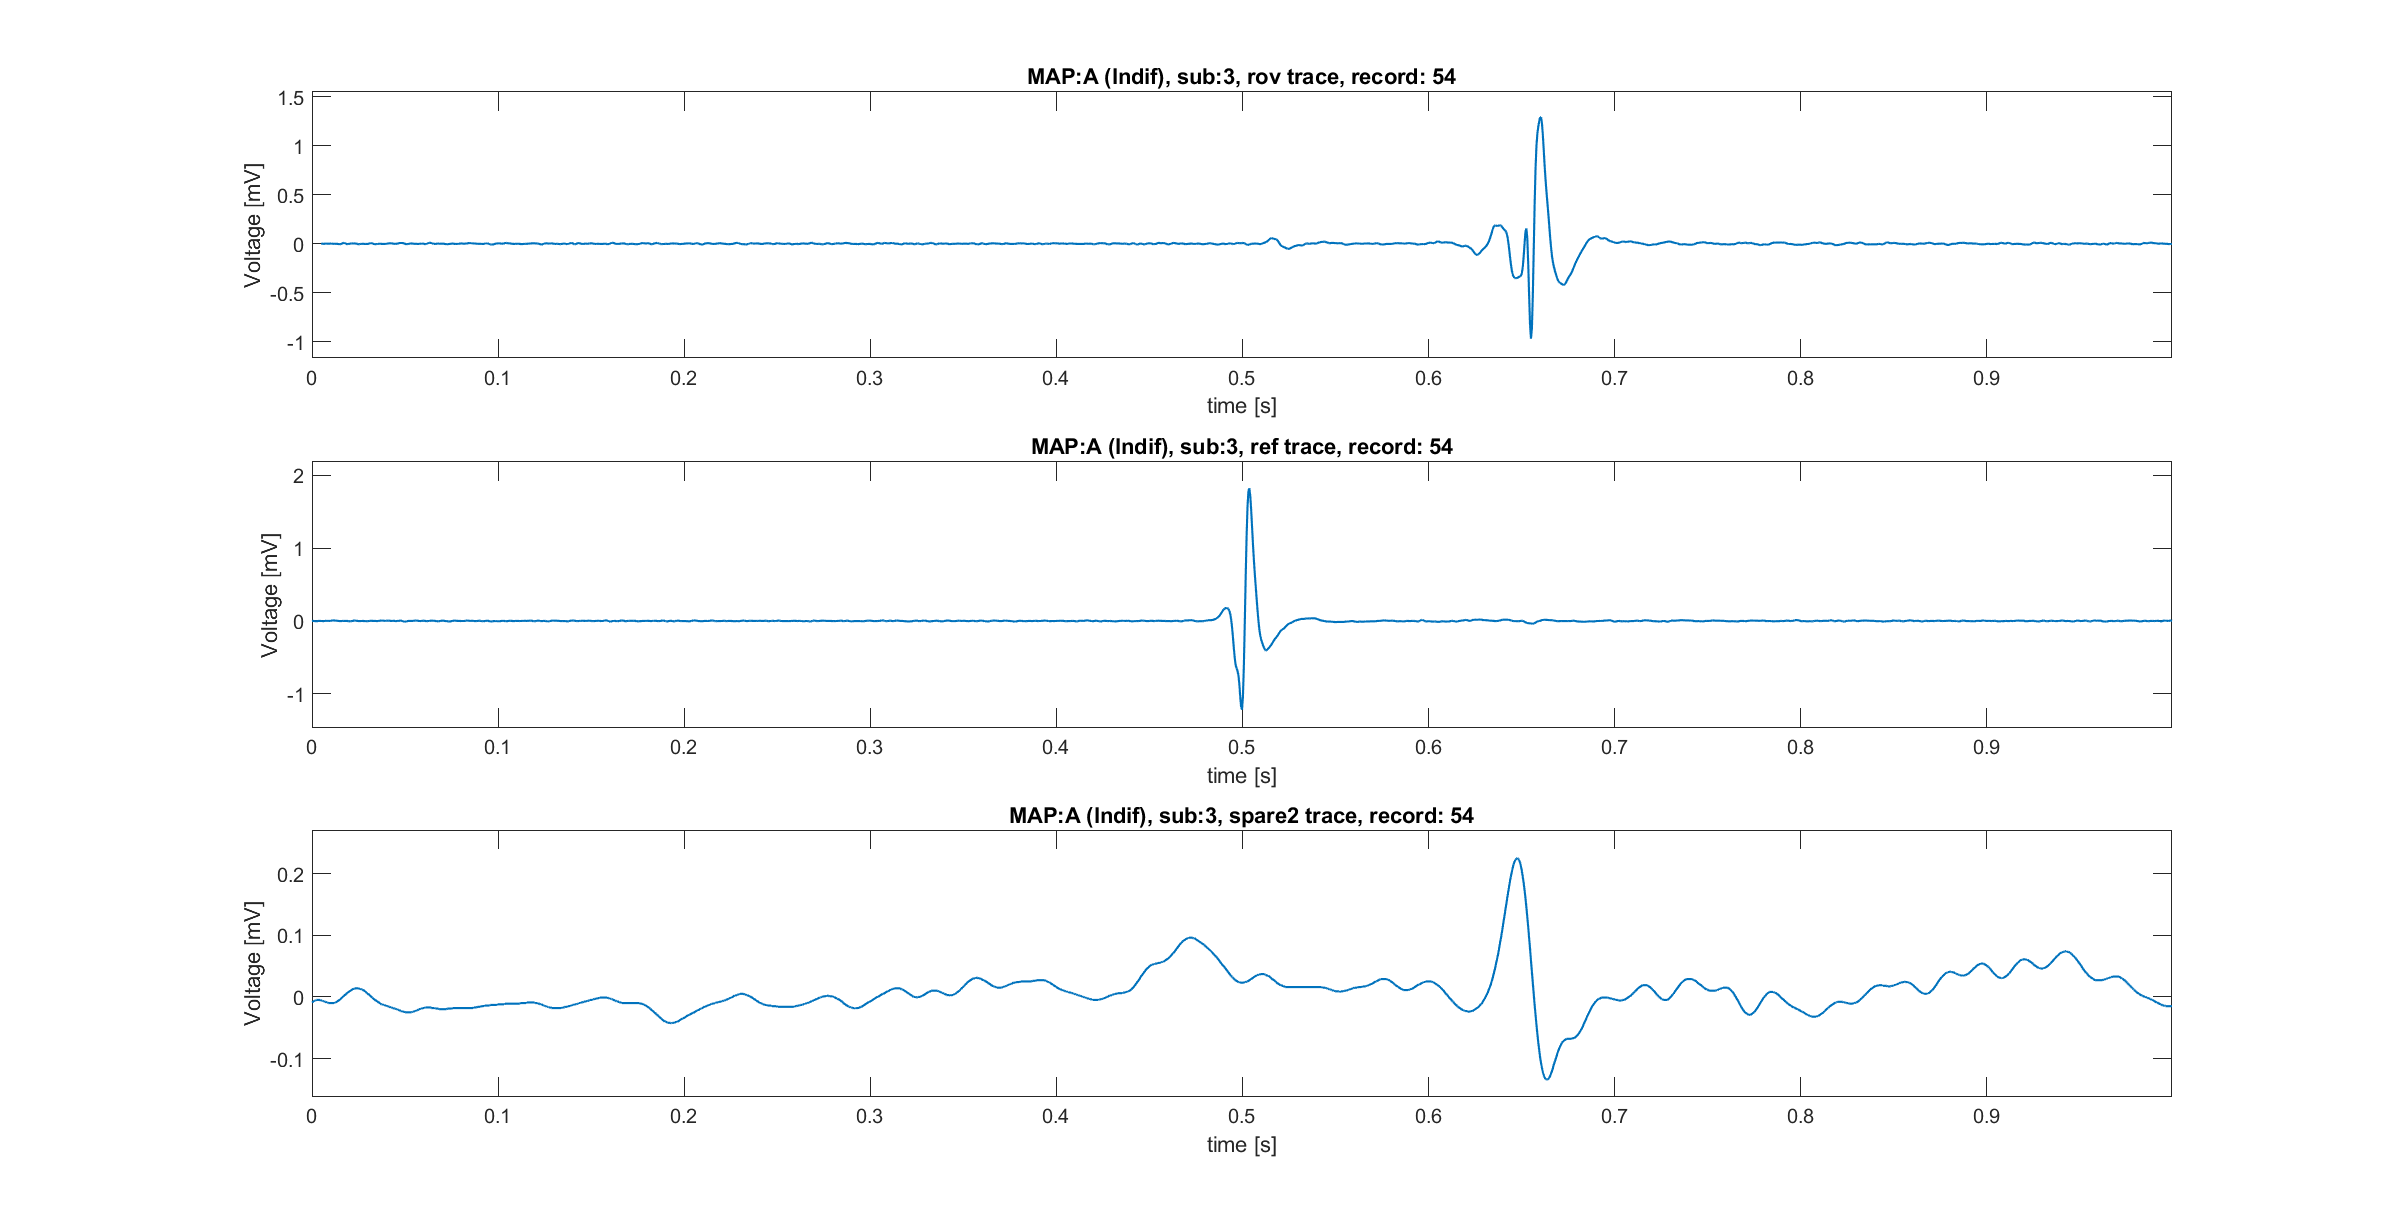 MAP:A (Indif), sub:3, rov trace, record: 54
1.5
1
0.5
0
-0.5
-1
Voltage [mV]
0 0.1 0.2 0.3 0.4 0.5 0.6 0.7 0.8 0.9
time [s]
MAP:A (Indif), sub:3, ref trace, record: 54
2
1
0
-1
Voltage [mV]
0 0.1 0.2 0.3 0.4 0.5 0.6 0.7 0.8 0.9
time [s]
MAP:A (Indif), sub:3, spare2 trace, record: 54
0.2
0.1
0
-0.1
Voltage [mV]
0 0.1 0.2 0.3 0.4 0.5 0.6 0.7 0.8 0.9
time [s]